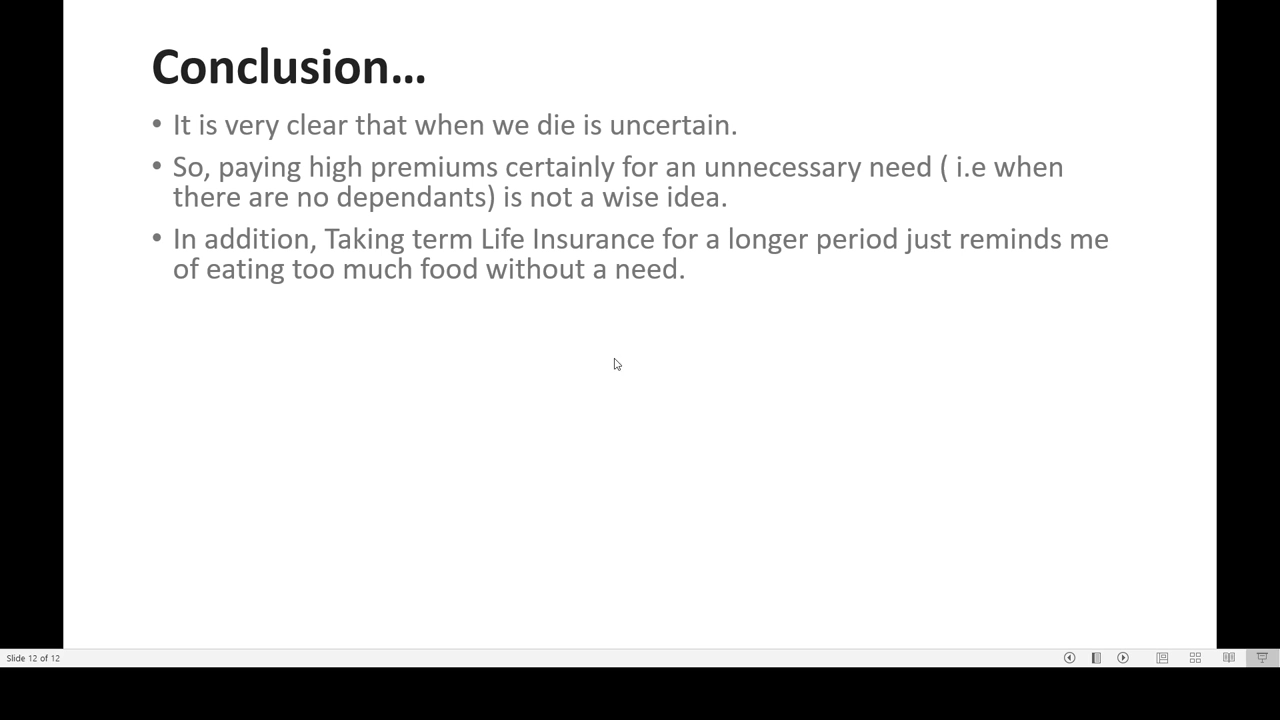 Conclusion...
• It is very clear that when we die is uncertain.
• So, paying high premiums certainly for an unnecessary need ( i.e when
there are no dependants) is not a wise idea.
• In addition, Taking term Life Insurance for a longer period just reminds me
of eating too much food without a need.
Slide 12 of 12